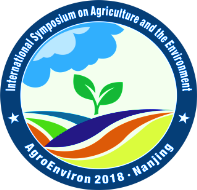 International Symposium on Agriculture and the Environment
AgroEnviron 2018 · Nanjing